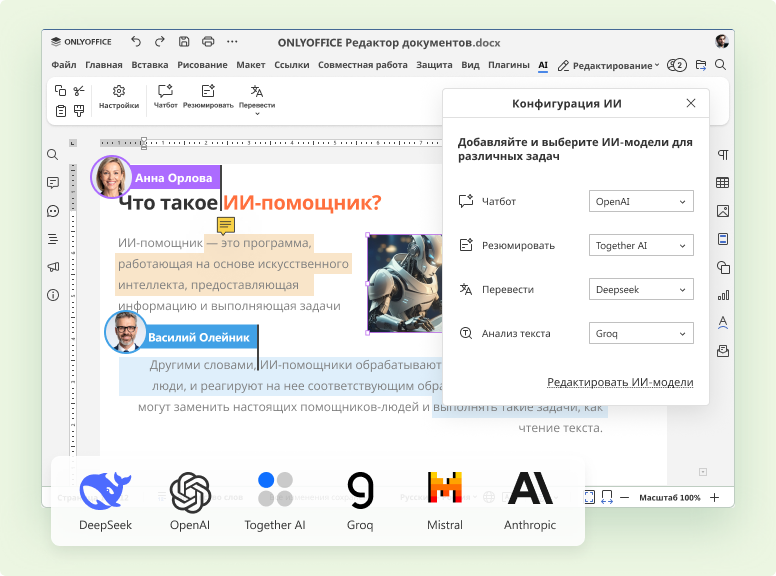 ONLYOFFICE
ONLYOFFICE Редактор документов.docx
Файл Главная Вставка Рисование Макет Ссылки Совместная работа Защита Вид Плагины AI Редактирование 2
Настройки Чатбот Резюмировать Перевести
Конфигурация ИИ
Добавляйте и выберите ИИ-модели для
различных задач
Чатбот OpenAI
Резюмировать Together AI
Перевести Deepseek
Анализ текста Groq
Редактировать ИИ-модели
Анна Орлова
Что такое ИИ-помощник?
ИИ-помощник — это программа,
работающая на основе искусственного
интеллекта, предоставляющая
информацию и выполняющая задачи
Василий Олейник
Другими словами, ИИ-помощники обрабатывают
люди, и реагируют на нее соответствующим обра
могут заменить настоящих помощников-людей и выполнять такие задачи, как
чтение текста.
Масштаб 100%
DeepSeek OpenAI Together AI Groq Mistral Anthropic